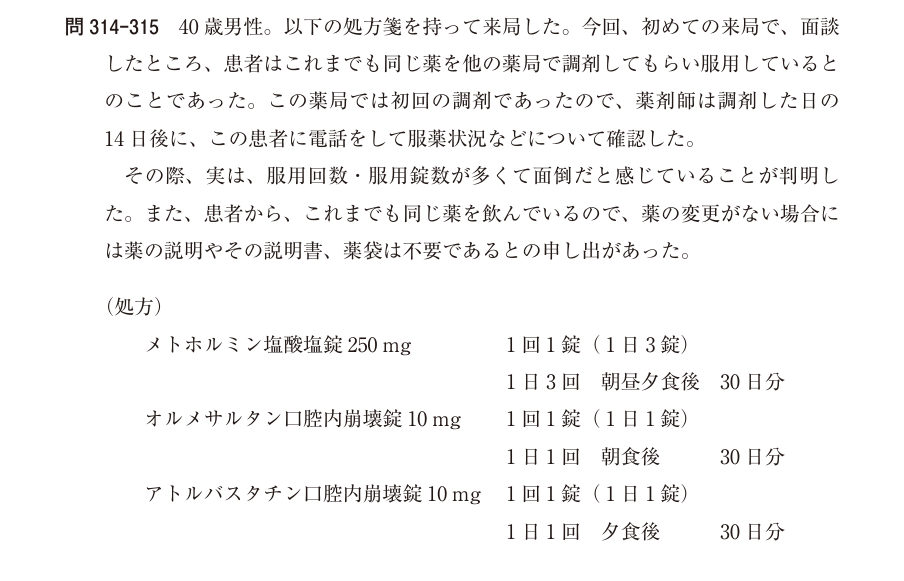 問 314-315　40 歳男性。以下の処方箋を持って来局した。今回、初めての来局で、面談
したところ、患者はこれまでも同じ薬を他の薬局で調剤してもらい服用していると
のことであった。この薬局では初回の調剤であったので、薬剤師は調剤した日の
14 日後に、この患者に電話をして服薬状況などについて確認した。
その際、実は、服用回数・服用錠数が多くて面倒だと感じていることが判明し
た。また、患者から、これまでも同じ薬を飲んでいるので、薬の変更がない場合に
は薬の説明やその説明書、薬袋は不要であるとの申し出があった。
（処方）
メトホルミン塩酸塩錠 250 mg　1 回 1 錠（ 1 日 3 錠）
1 日 3 回　朝昼夕食後　30 日分
オルメサルタン口腔内崩壊錠 10 mg　1 回 1 錠（ 1 日 1 錠）
1 日 1 回　朝食後　30 日分
アトルバスタチン口腔内崩壊錠 10 mg　1 回 1 錠（ 1 日 1 錠）
1 日 1 回　夕食後　30 日分